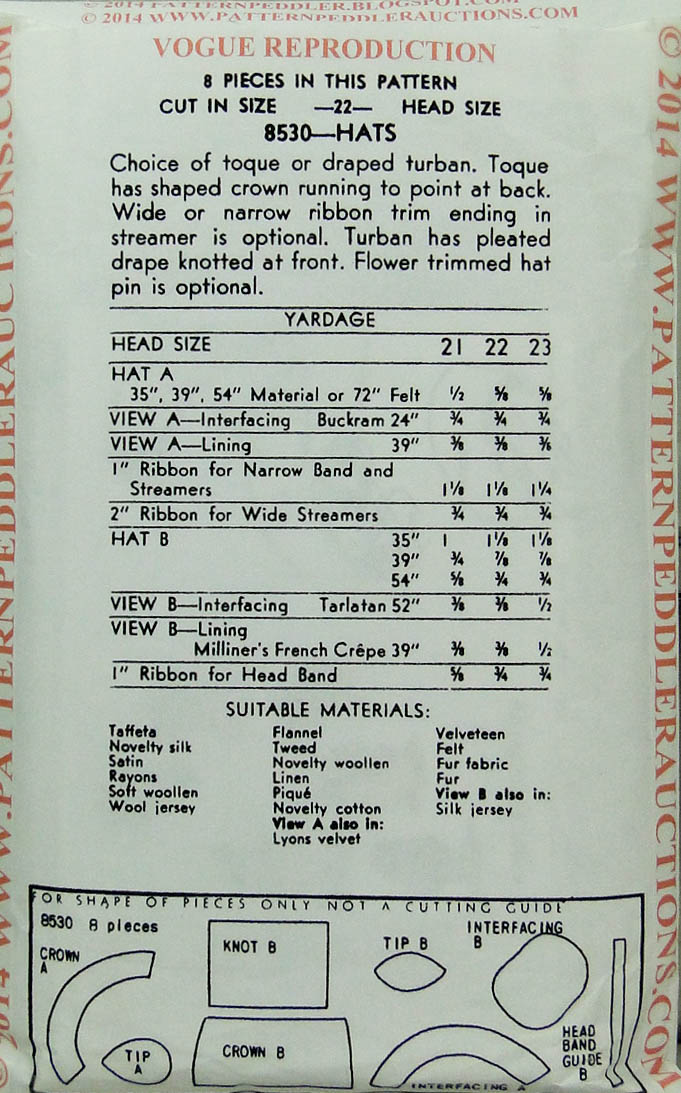 © 2014 PATTERNPEDDLER.BLOGSPOT.COM
© 2014 WWW.PATTERNPEDDLERAUCTIONS.COM
VOGUE REPRODUCTION
8 PIECES IN THIS PATTERN
CUT IN SIZE —22— HEAD SIZE
8530—HATS
Choice of toque or draped turban. Toque
has shaped crown running to point at back.
Wide or narrow ribbon trim ending in
streamer is optional. Turban has pleated
drape knotted at front. Flower trimmed hat
pin is optional.
YARDAGE
HEAD SIZE 21 22 23
HAT A
35", 39", 54" Material or 72" Felt ½ ⅝ ⅝
VIEW A—Interfacing Buckram 24" ¾ ¾ ¾
VIEW A—Lining 39" ⅜ ⅜ ⅜
1" Ribbon for Narrow Band and
Streamers 1⅛ 1⅛ 1¼
2" Ribbon for Wide Streamers ¾ ¾ ¾
HAT B 35" 1 1⅛ 1⅛
39" ¾ ⅞ ⅞
54" ⅝ ¾ ¾
VIEW B—Interfacing Tarlatan 52" ⅜ ⅜ ½
VIEW B—Lining
Milliner's French Crêpe 39" ⅜ ⅜ ½
1" Ribbon for Head Band ⅝ ¾ ¾
SUITABLE MATERIALS:
Taffeta
Novelty silk
Satin
Rayons
Soft woollen
Wool jersey
Flannel
Tweed
Novelty woollen
Linen
Piqué
Novelty cotton
View A also in:
Lyons velvet
Velveteen
Felt
Fur fabric
Fur
View B also in:
Silk jersey
FOR SHAPE OF PIECES ONLY NOT A CUTTING GUIDE
8530 8 pieces
CROWN
A
KNOT B
TIP B
INTERFACING
B
TIP
A
CROWN B
INTERFACING A
HEAD
BAND
GUIDE
B
© 2014 WWW.PATTERNPEDDLERAUCTIONS.COM
© 2014 WWW.PATTERNPEDDLERAUCTIONS.COM